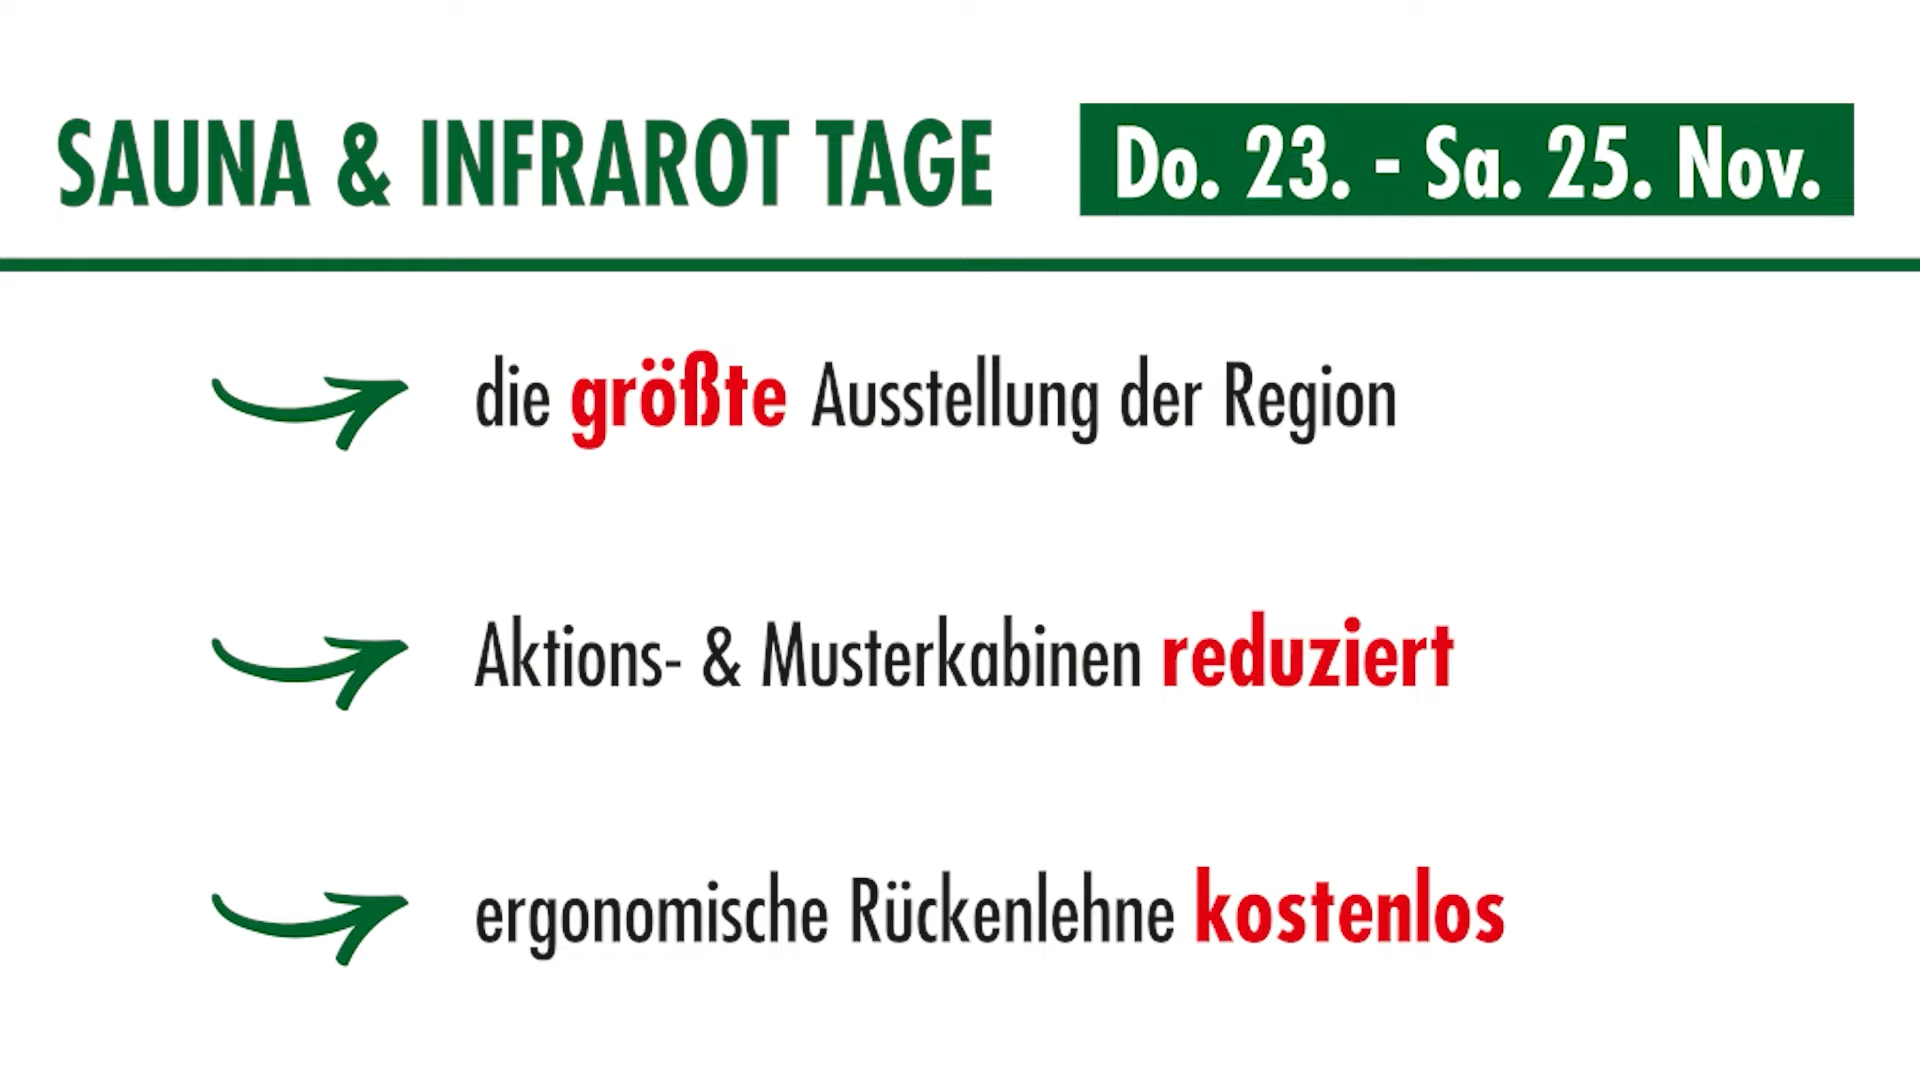 SAUNA & INFRAROT TAGE
Do. 23. - Sa. 25. Nov.
die größte Ausstellung der Region
Aktions- & Musterkabinen reduziert
ergonomische Rückenlehne kostenlos